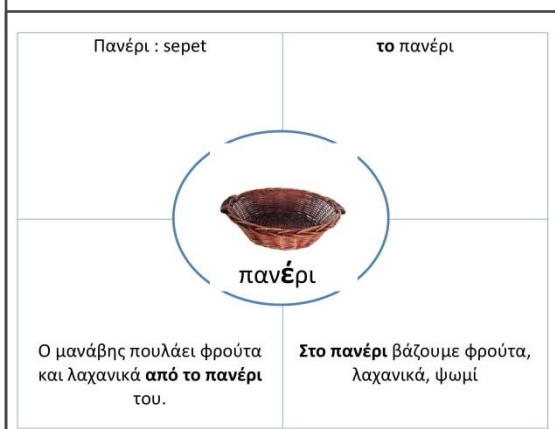 Πανέρι : sepet
το πανέρι
πανέρι
Ο μανάβης πουλάει φρούτα
και λαχανικά από το πανέρι
του.
Στο πανέρι βάζουμε φρούτα,
λαχανικά, ψωμί